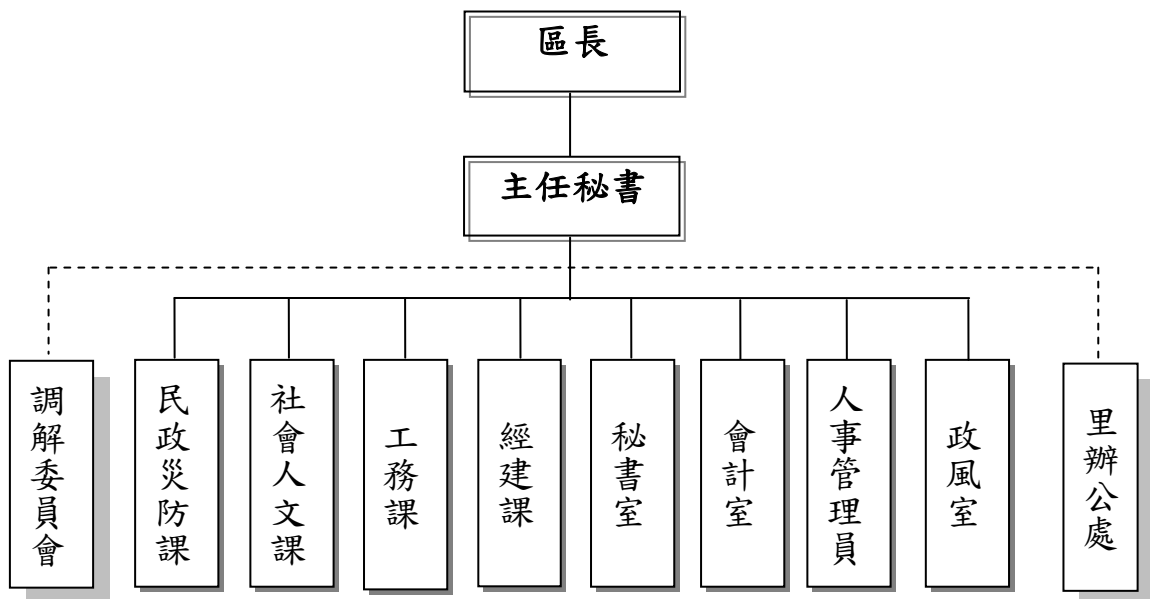 區長
主任秘書
調解委員會
民政災防課
社會人文課
工務課
經建課
秘書室
會計室
人事管理員
政風室
里辦公處